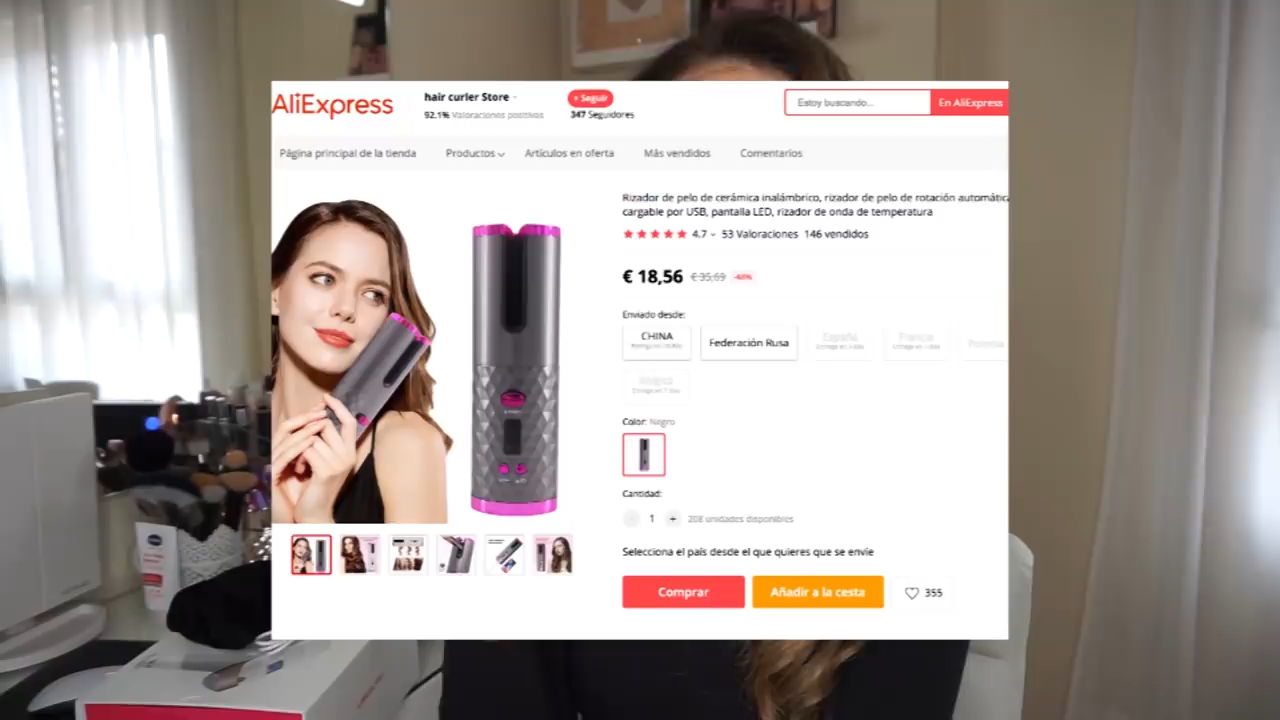 AliExpress
hair curler Store
92.1% Valoraciones positivas
+ Seguir
347 Seguidores
Estoy buscando...
En AliExpress
Página principal de la tienda
Productos
Artículos en oferta
Más vendidos
Comentarios
Rizador de pelo de cerámica inalámbrico, rizador de pelo de rotación automátic
cargable por USB, pantalla LED, rizador de onda de temperatura
4.7
53 Valoraciones
146 vendidos
€ 18,56
€ 35,69
-48%
Enviado desde:
CHINA
Federación Rusa
España
Francia
Color: Negro
Cantidad:
- 1 +
208 unidades disponibles
Selecciona el país desde el que quieres que se envíe
Comprar
Añadir a la cesta
355